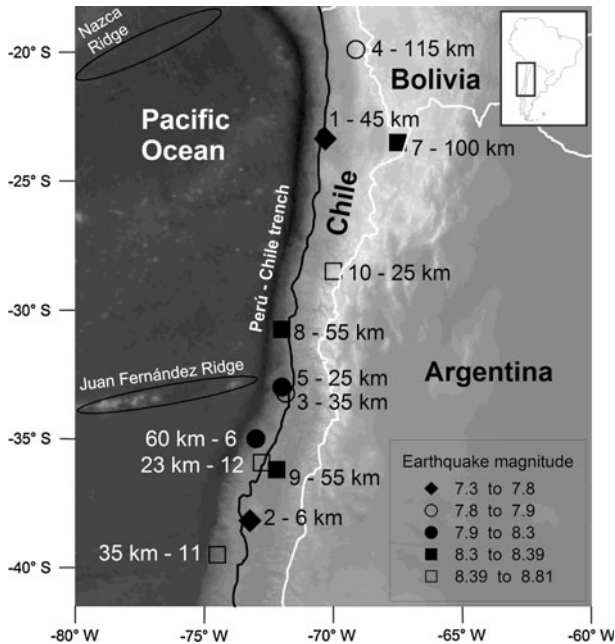 -20° S
-25° S
-30° S
-35° S
-40° S
Nazca
Ridge
4 - 115 km
Bolivia
1 - 45 km
Pacific
Ocean
7 - 100 km
Chile
Perú - Chile trench
10 - 25 km
8 - 55 km
Juan Fernández Ridge
5 - 25 km
3 - 35 km
Argentina
60 km - 6
23 km - 12
9 - 55 km
2 - 6 km
35 km - 11
Earthquake magnitude
7.3 to 7.8
7.8 to 7.9
7.9 to 8.3
8.3 to 8.39
8.39 to 8.81
-80° W
-75° W
-70° W
-65° W
-60° W